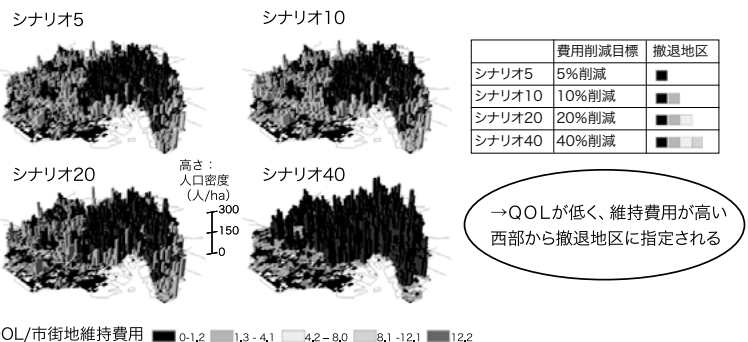 シナリオ5
シナリオ10
シナリオ20
シナリオ40
高さ：
人口密度
（人/ha）
300
150
0
費用削減目標 撤退地区
シナリオ5 5%削減
シナリオ10 10%削減
シナリオ20 20%削減
シナリオ40 40%削減
→QOLが低く、維持費用が高い
西部から撤退地区に指定される
OL/市街地維持費用 0-1.2 1.3 - 4.1 4.2 – 8.0 8.1 -12.1 12.2